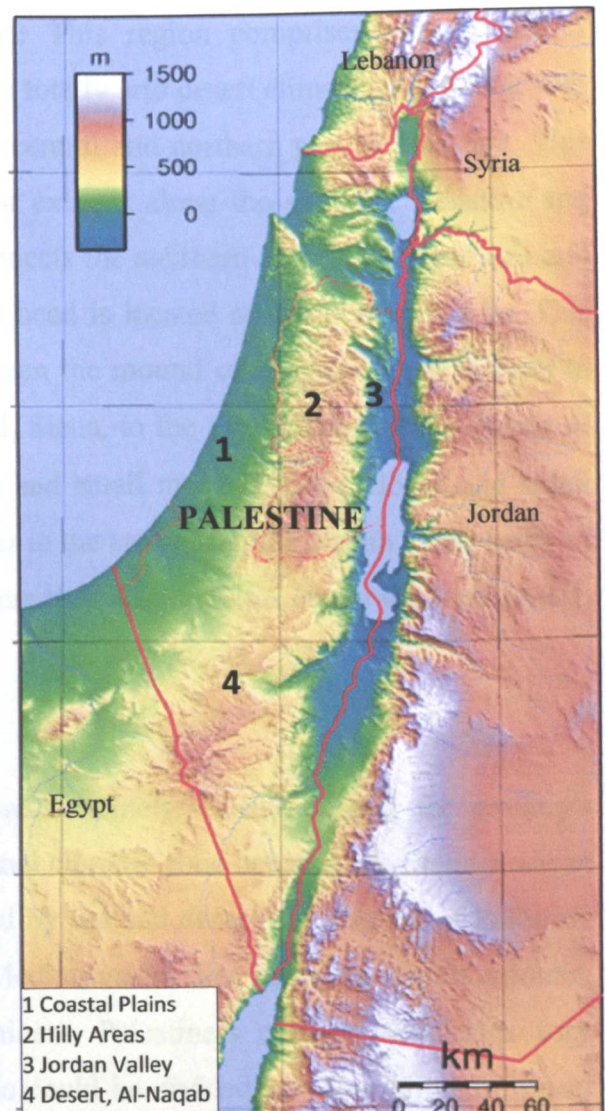 m
1500
1000
500
0
Lebanon
Syria
2
3
1
PALESTINE
Jordan
4
Egypt
1 Coastal Plains
2 Hilly Areas
3 Jordan Valley
4 Desert, Al-Naqab
km
0 20 40 60